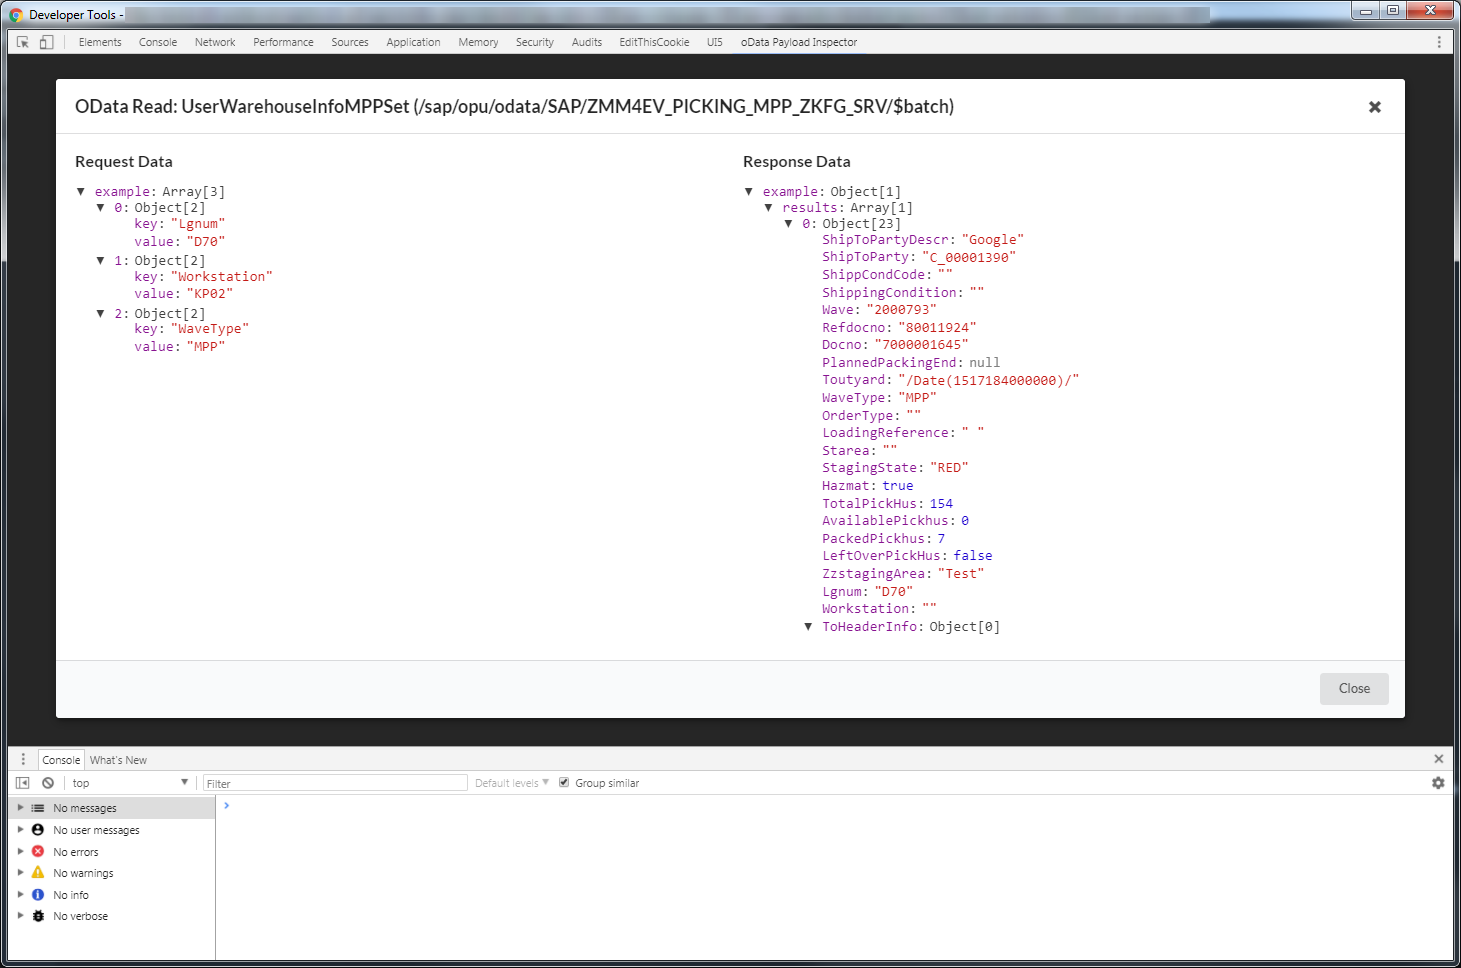 Developer Tools -
Elements Console Network Performance Sources Application Memory Security Audits EditThisCookie UI5 oData Payload Inspector
OData Read: UserWarehouseInfoMPPSet (/sap/opu/odata/SAP/ZMM4EV_PICKING_MPP_ZKFG_SRV/$batch)
Request Data
example: Array[3]
0: Object[2]
key: "Lgnum"
value: "D70"
1: Object[2]
key: "Workstation"
value: "KP02"
2: Object[2]
key: "WaveType"
value: "MPP"
Response Data
example: Object[1]
results: Array[1]
0: Object[23]
ShipToPartyDescr: "Google"
ShipToParty: "C_00001390"
ShippCondCode: ""
ShippingCondition: ""
Wave: "2000793"
Refdocno: "80011924"
Docno: "7000001645"
PlannedPackingEnd: null
Toutyard: "/Date(1517184000000)/"
WaveType: "MPP"
OrderType: ""
LoadingReference: " "
Starea: ""
StagingState: "RED"
Hazmat: true
TotalPickHus: 154
AvailablePickhus: 0
PackedPickhus: 7
LeftOverPickHus: false
ZzstagingArea: "Test"
Lgnum: "D70"
Workstation: ""
ToHeaderInfo: Object[0]
Close
Console What's New
top Filter Default levels Group similar
No messages
No user messages
No errors
No warnings
No info
No verbose